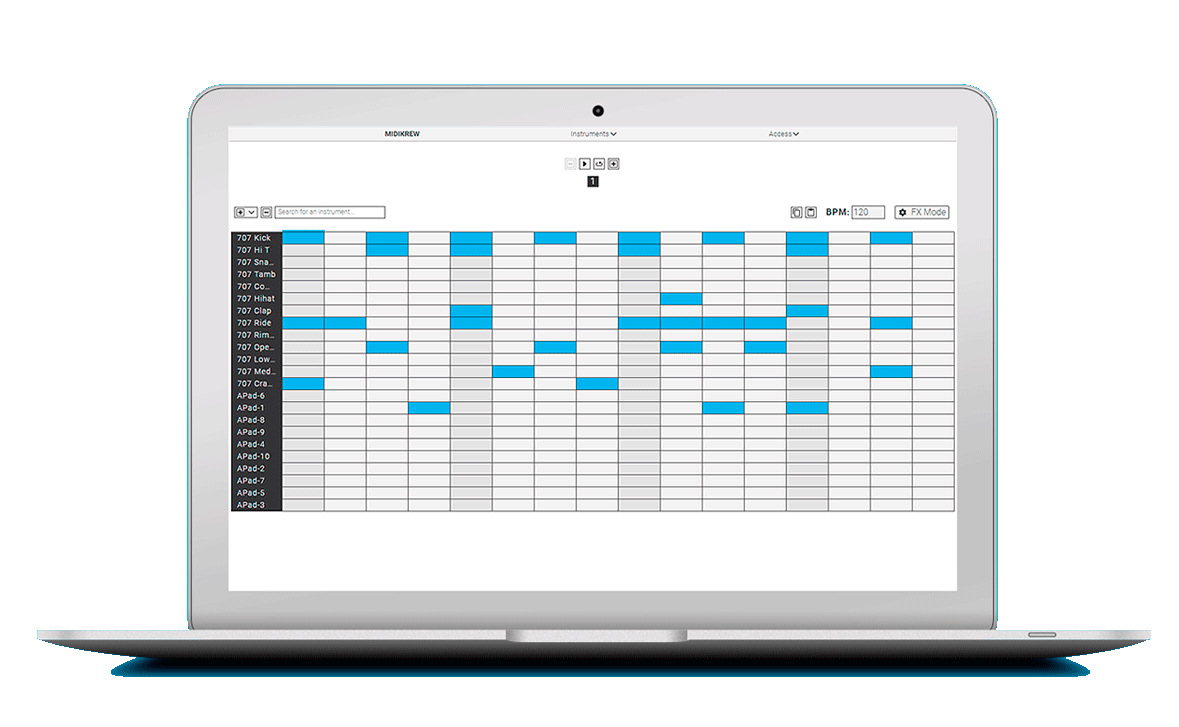 MIDIKREW Instruments Access
1
Search for an instrument... BPM: 120 FX Mode
707 Kick
707 Hi T
707 Sna...
707 Tamb
707 Co...
707 Hihat
707 Clap
707 Ride
707 Rim...
707 Ope...
707 Low...
707 Med...
707 Cra...
APad-6
APad-1
APad-8
APad-9
APad-4
APad-10
APad-2
APad-7
APad-5
APad-3